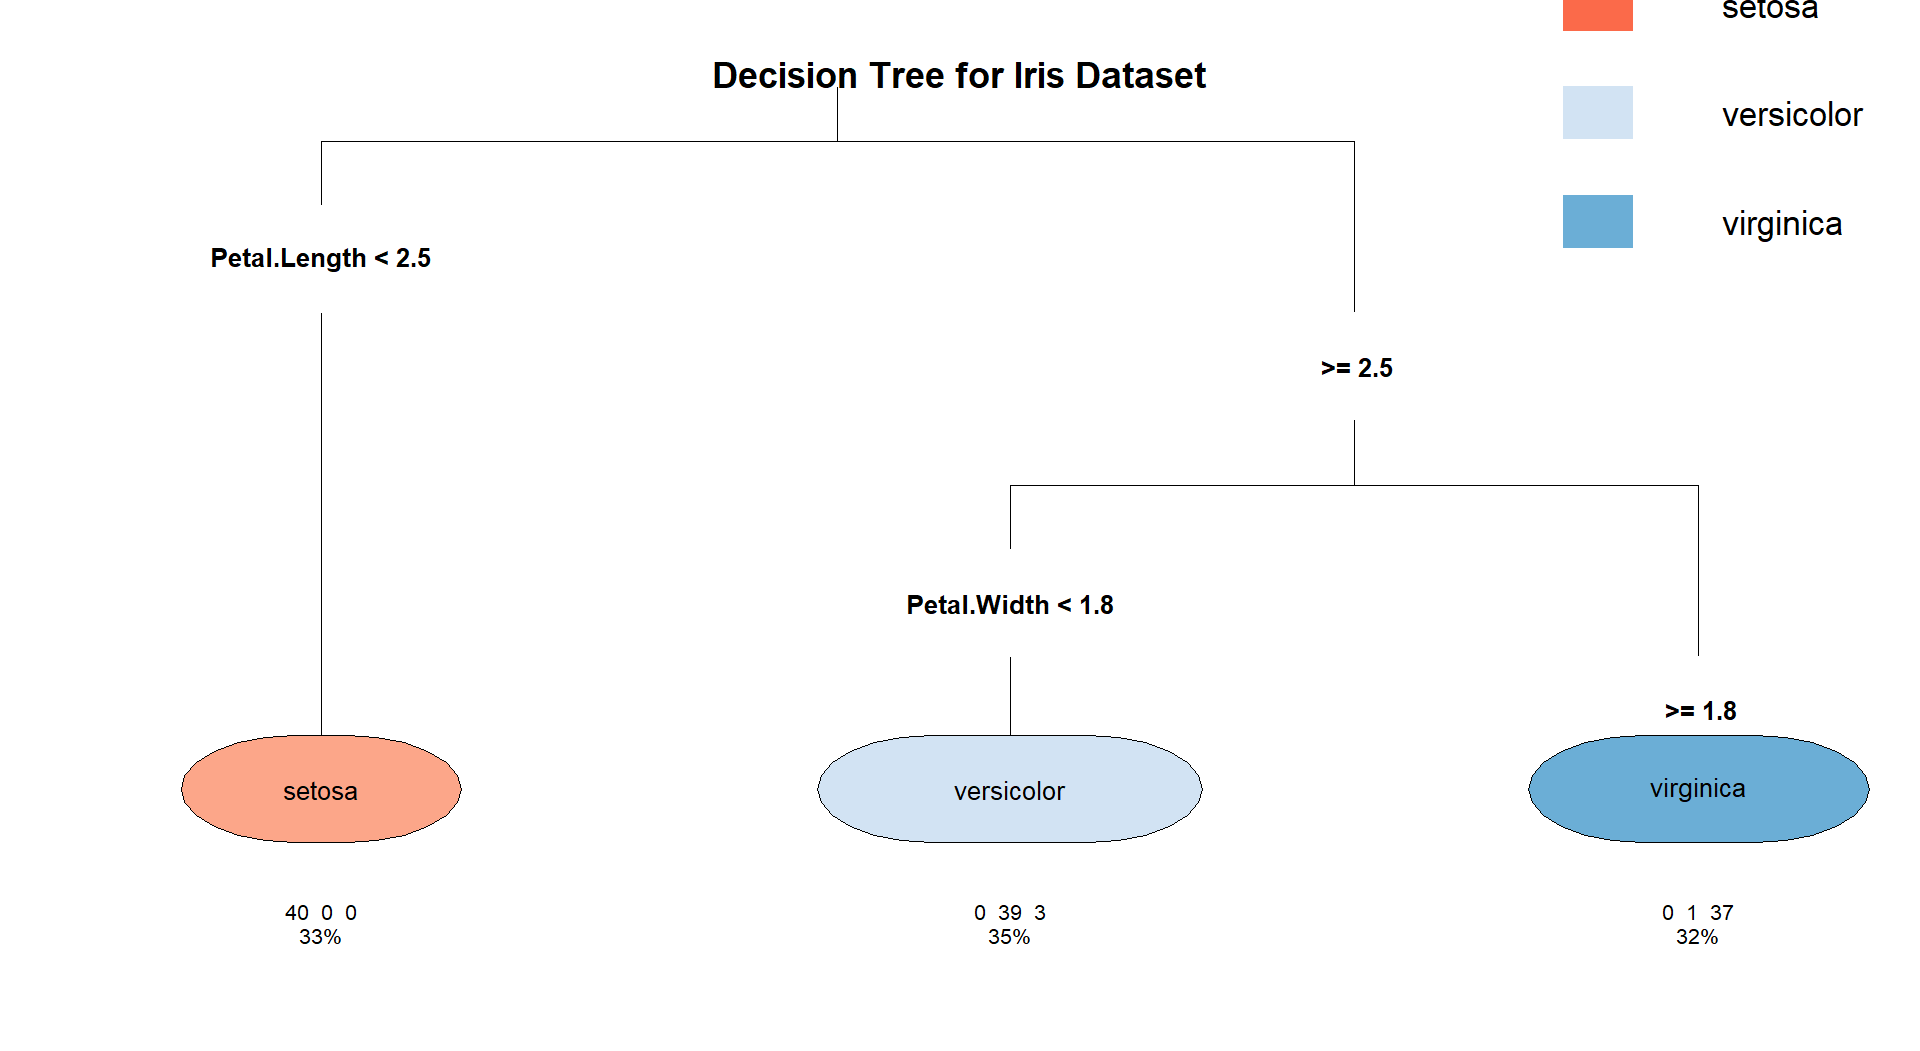 setosa
Decision Tree for Iris Dataset
versicolor
virginica
Petal.Length < 2.5
>= 2.5
Petal.Width < 1.8
>= 1.8
setosa
versicolor
virginica
40 0 0
33%
0 39 3
35%
0 1 37
32%